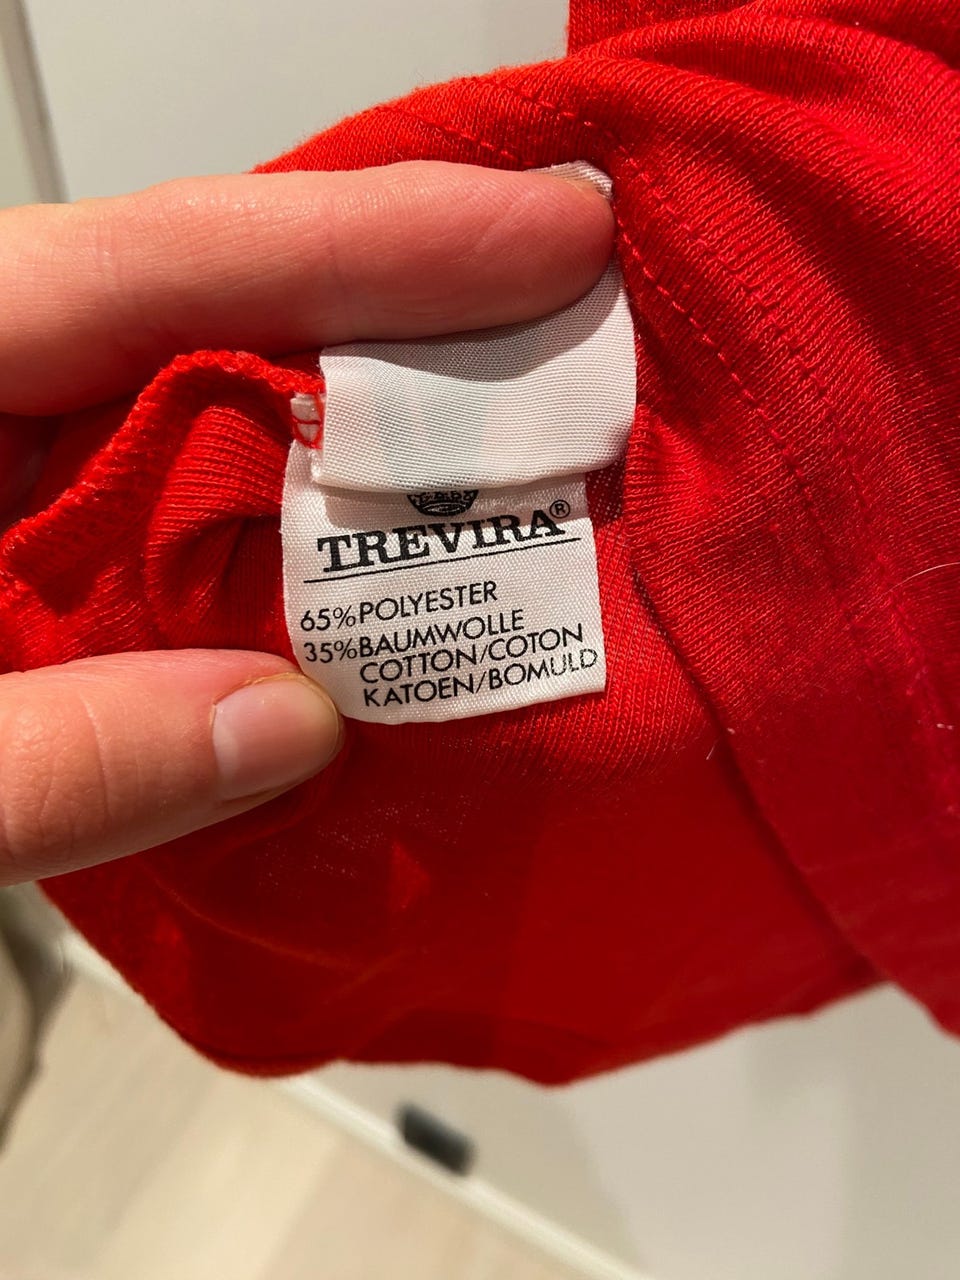 TREVIRA®
65%POLYESTER
35%BAUMWOLLE
COTTON/COTON
KATOEN/BOMULD